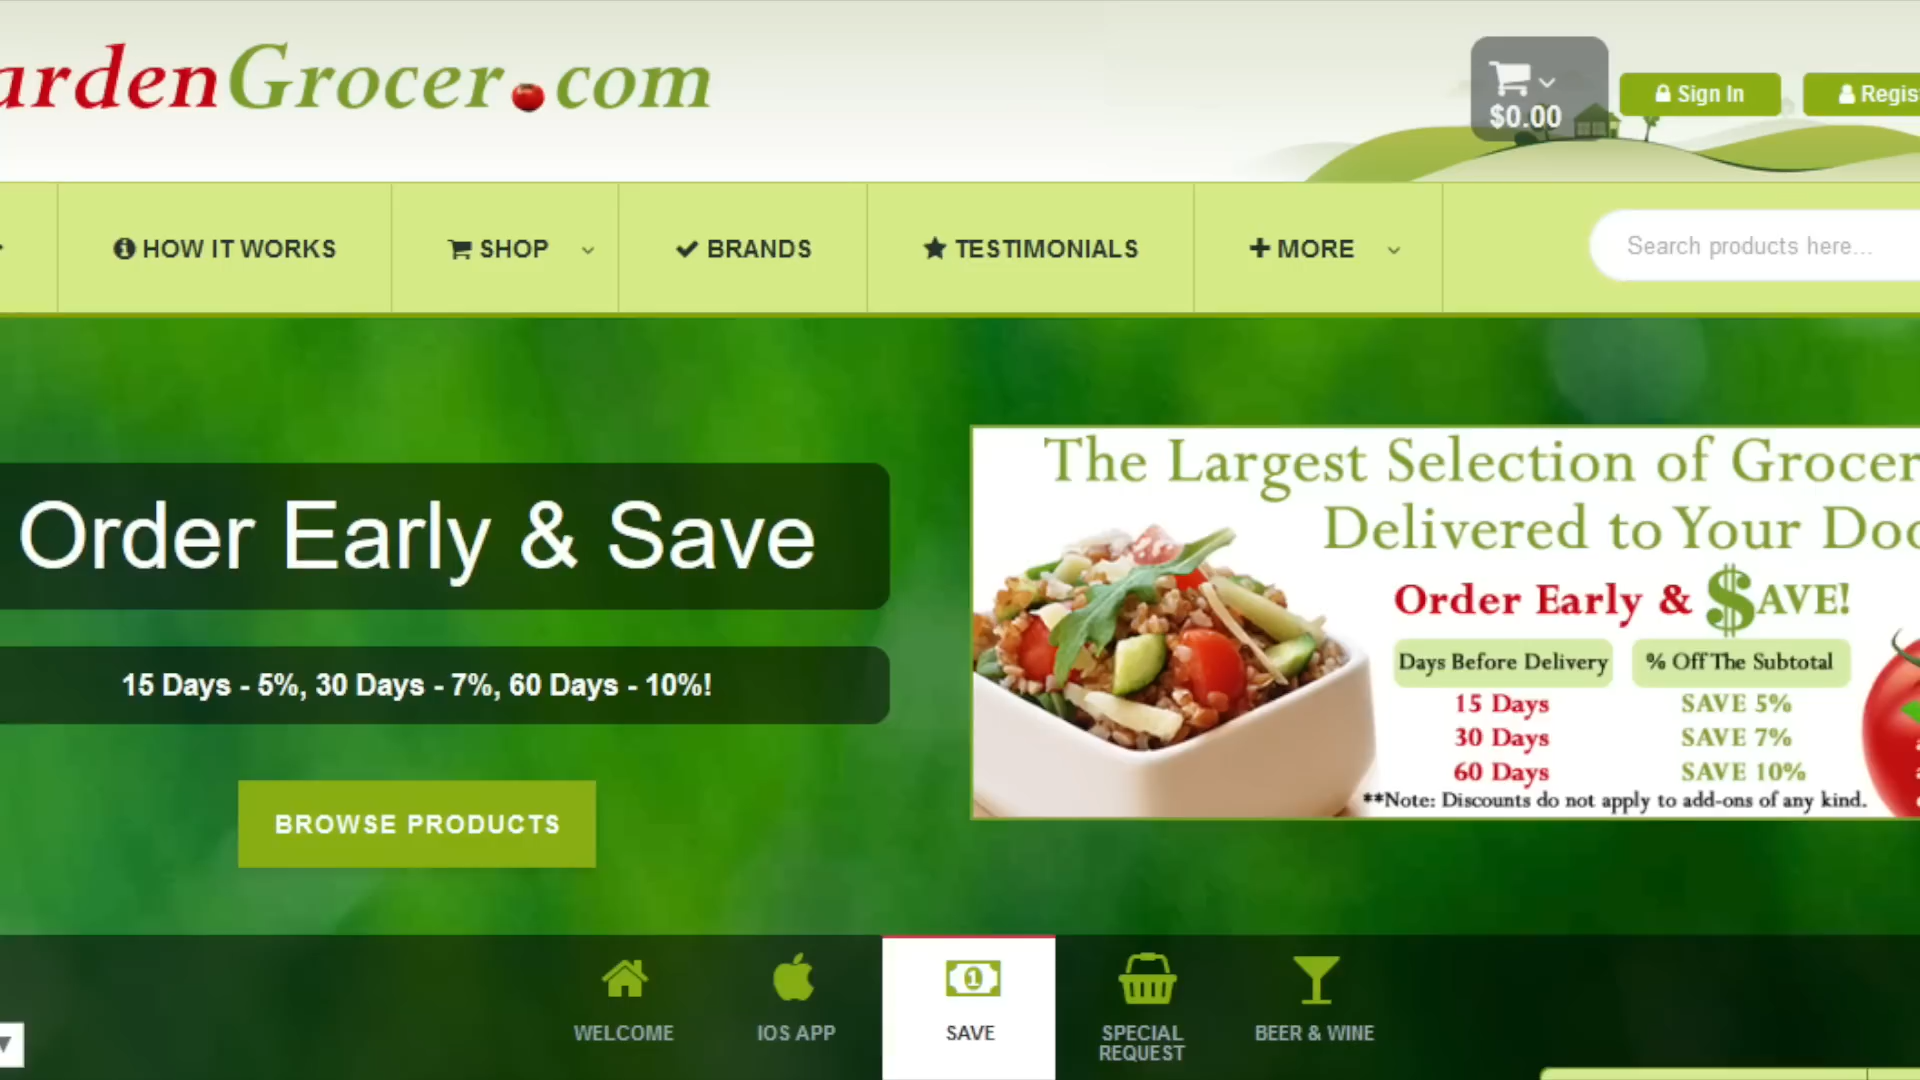 ardenGrocer.com
$0.00
Sign In
Regis
HOW IT WORKS
SHOP
BRANDS
TESTIMONIALS
MORE
Search products here...
Order Early & Save
15 Days - 5%, 30 Days - 7%, 60 Days - 10%!
BROWSE PRODUCTS
The Largest Selection of Grocer
Delivered to Your Doo
Order Early & $AVE!
Days Before Delivery % Off The Subtotal
15 Days SAVE 5%
30 Days SAVE 7%
60 Days SAVE 10%
**Note: Discounts do not apply to add-ons of any kind.
WELCOME
IOS APP
1
SAVE
SPECIAL
REQUEST
BEER & WINE